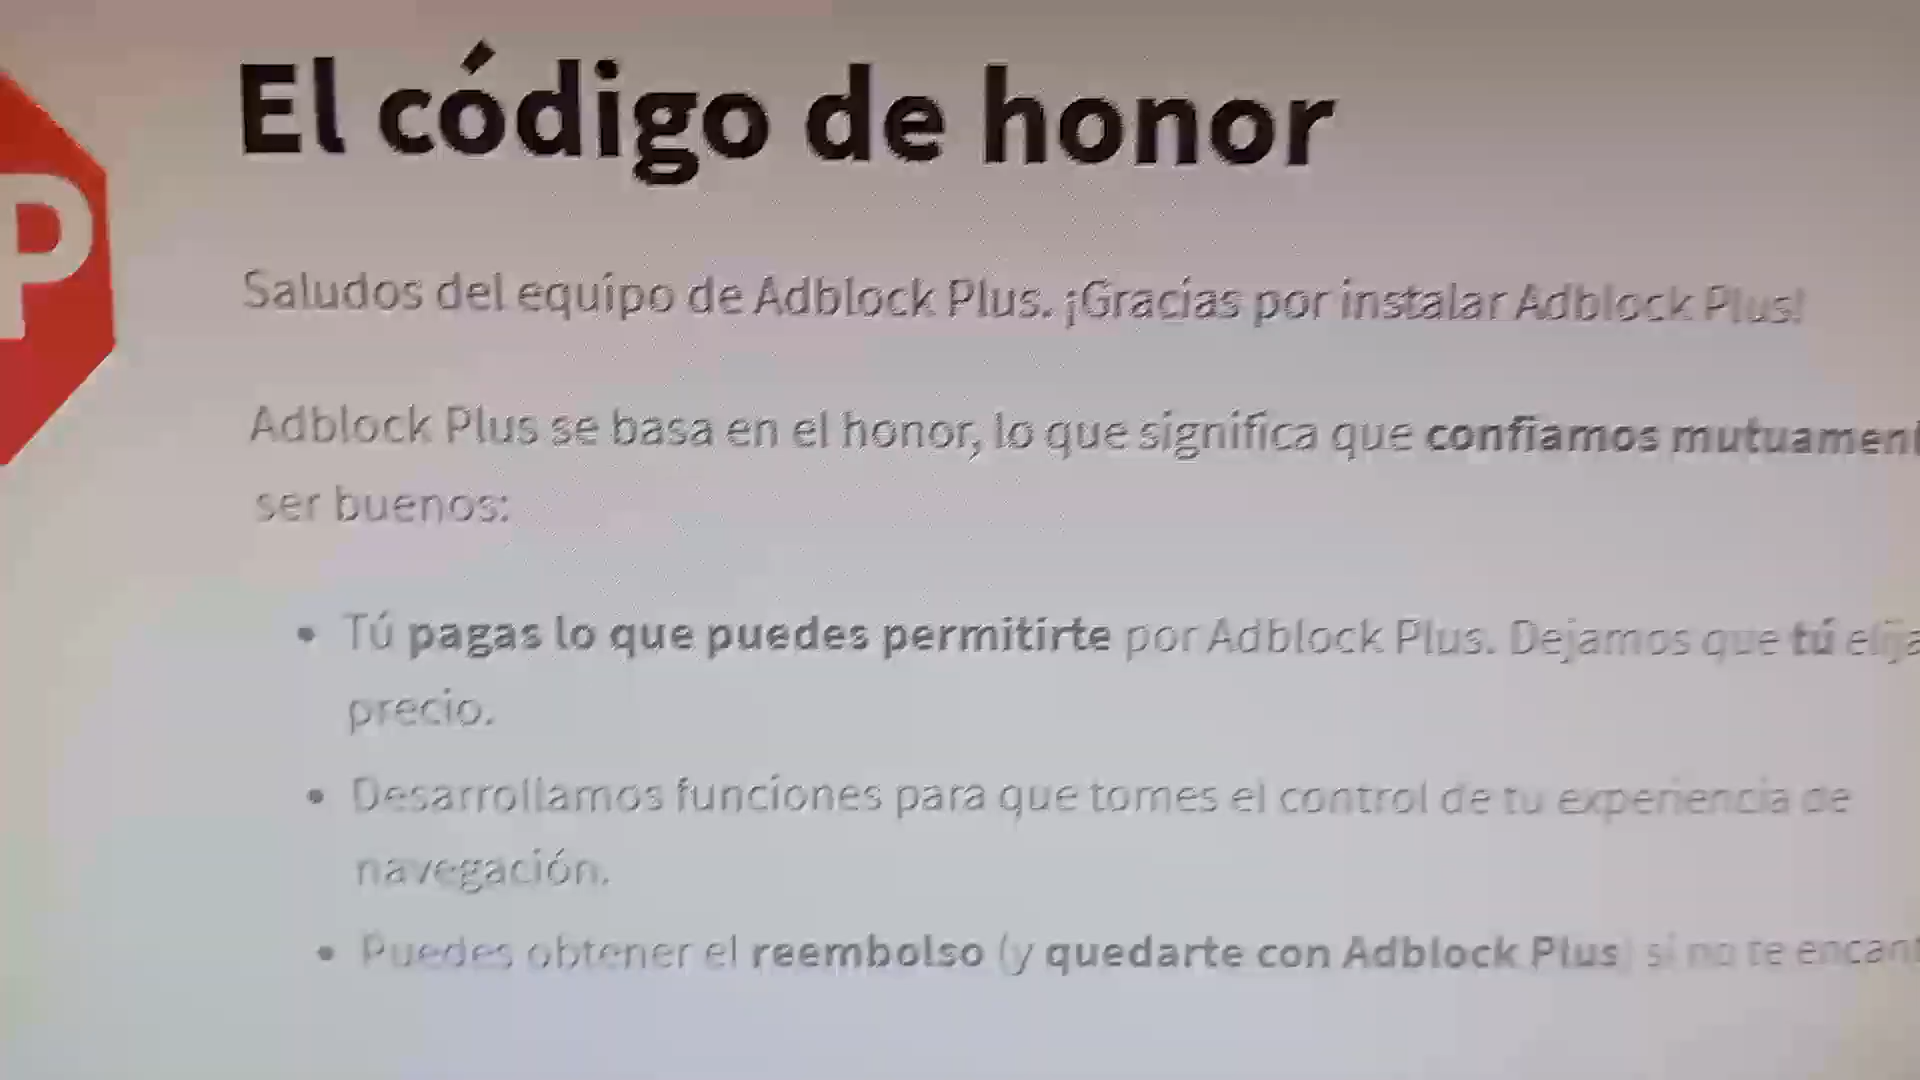 P
El código de honor
Saludos del equipo de Adblock Plus. ¡Gracias por instalar Adblock Plus!
Adblock Plus se basa en el honor, lo que significa que confiamos
ser buenos:
• Tú pagas lo que puedes permitirte por Adblock Plus. Dejamos que tú
precio.
• Desarrollamos funciones para que tomes el control de tu experiencia de
navegación.
• Puedes obtener el reembolso (y quedarte con Adblock Plus) si no te